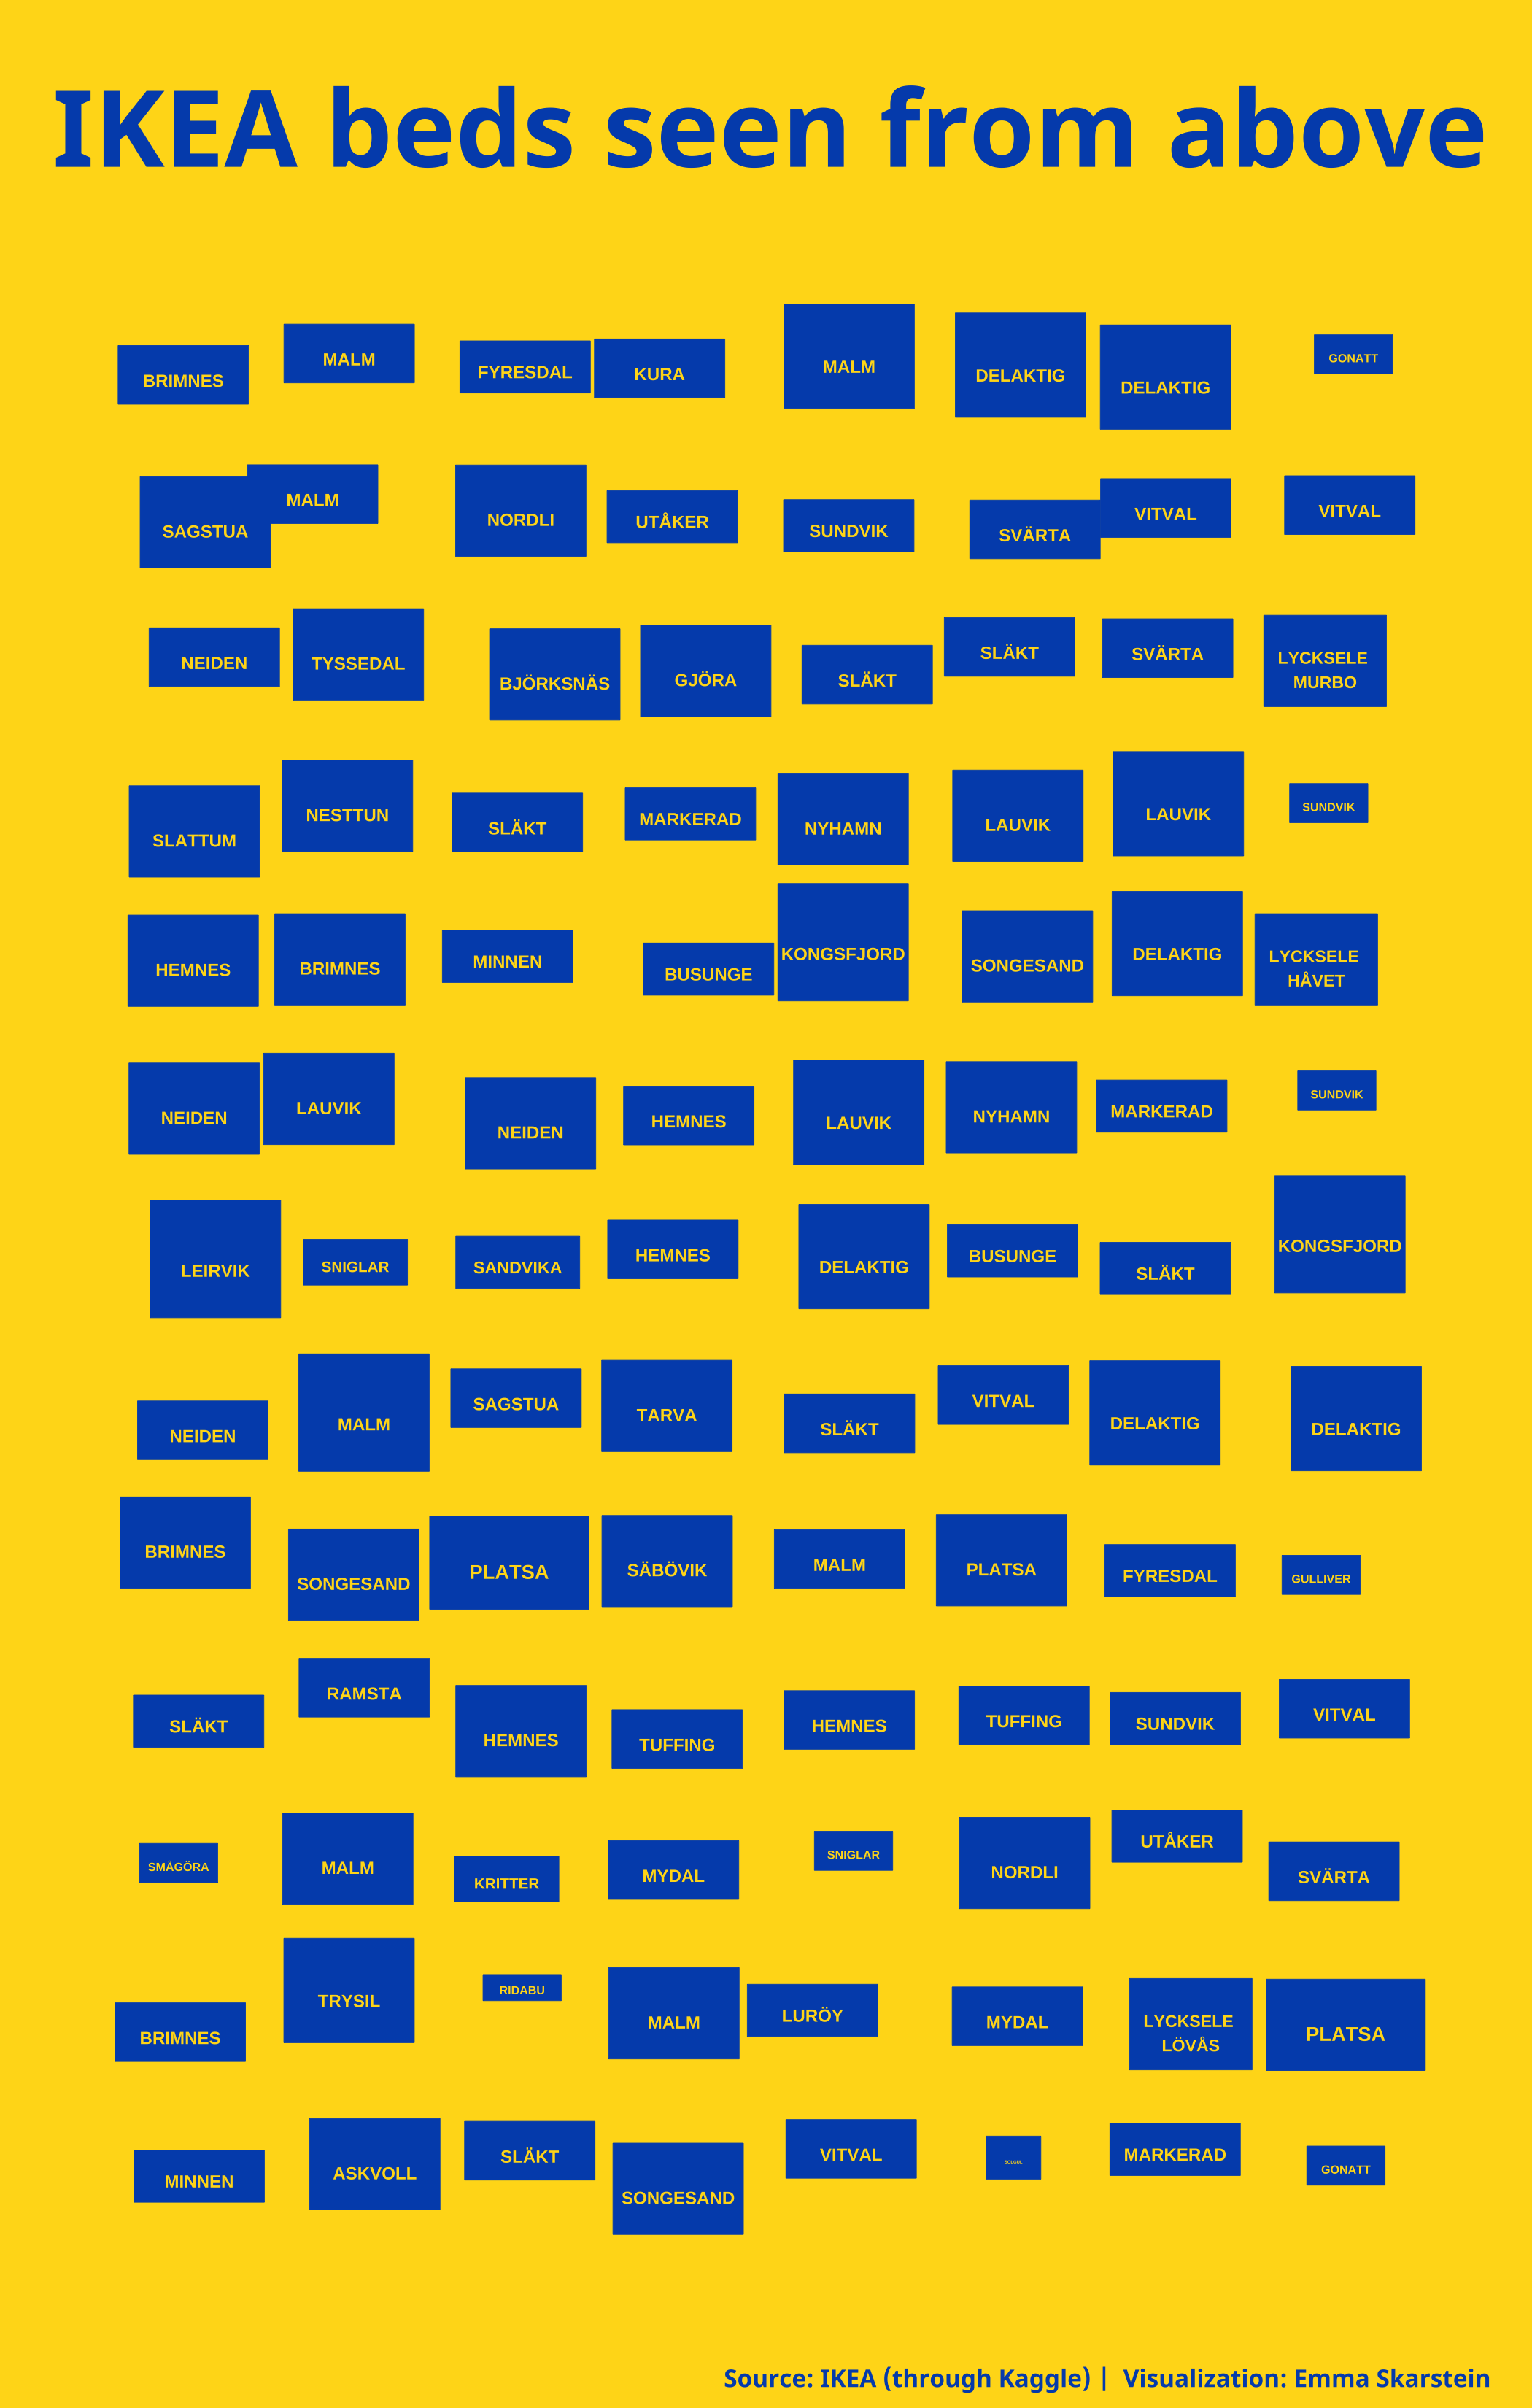 IKEA beds seen from above
BRIMNES
MALM
FYRESDAL
KURA
MALM
DELAKTIG
DELAKTIG
GONATT
SAGSTUA
MALM
NORDLI
UTÅKER
SUNDVIK
SVÄRTA
VITVAL
VITVAL
NEIDEN
TYSSEDAL
BJÖRKSNÄS
GJÖRA
SLÄKT
SLÄKT
SVÄRTA
LYCKSELE
MURBO
SLATTUM
NESTTUN
SLÄKT
MARKERAD
NYHAMN
LAUVIK
LAUVIK
SUNDVIK
HEMNES
BRIMNES
MINNEN
BUSUNGE
KONGSFJORD
SONGESAND
DELAKTIG
LYCKSELE
HÅVET
NEIDEN
LAUVIK
NEIDEN
HEMNES
LAUVIK
NYHAMN
MARKERAD
SUNDVIK
LEIRVIK
SNIGLAR
SANDVIKA
HEMNES
DELAKTIG
BUSUNGE
SLÄKT
KONGSFJORD
NEIDEN
MALM
SAGSTUA
TARVA
SLÄKT
VITVAL
DELAKTIG
DELAKTIG
BRIMNES
SONGESAND
PLATSA
SÄBÖVIK
MALM
PLATSA
FYRESDAL
GULLIVER
SLÄKT
RAMSTA
HEMNES
TUFFING
HEMNES
TUFFING
SUNDVIK
VITVAL
SMÅGÖRA
MALM
KRITTER
MYDAL
SNIGLAR
NORDLI
UTÅKER
SVÄRTA
BRIMNES
TRYSIL
RIDABU
MALM
LURÖY
MYDAL
LYCKSELE
LÖVÅS
PLATSA
MINNEN
ASKVOLL
SLÄKT
SONGESAND
VITVAL
SOLGUL
MARKERAD
GONATT
Source: IKEA (through Kaggle) | Visualization: Emma Skarstein